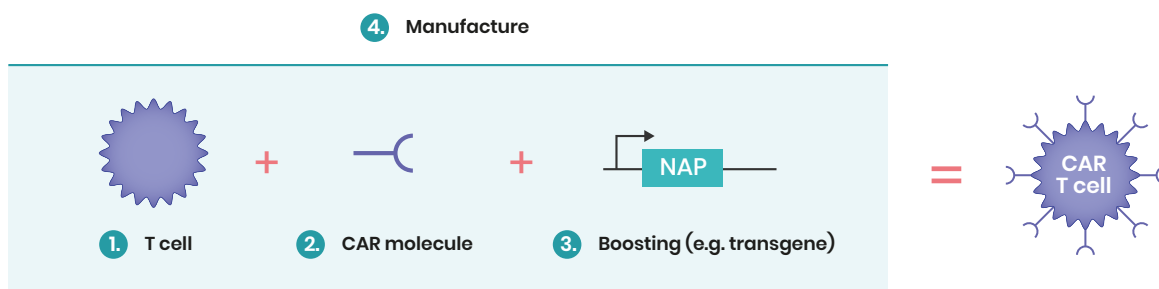 4. Manufacture
NAP
1. T cell
2. CAR molecule
3. Boosting (e.g. transgene)
CAR
T cell